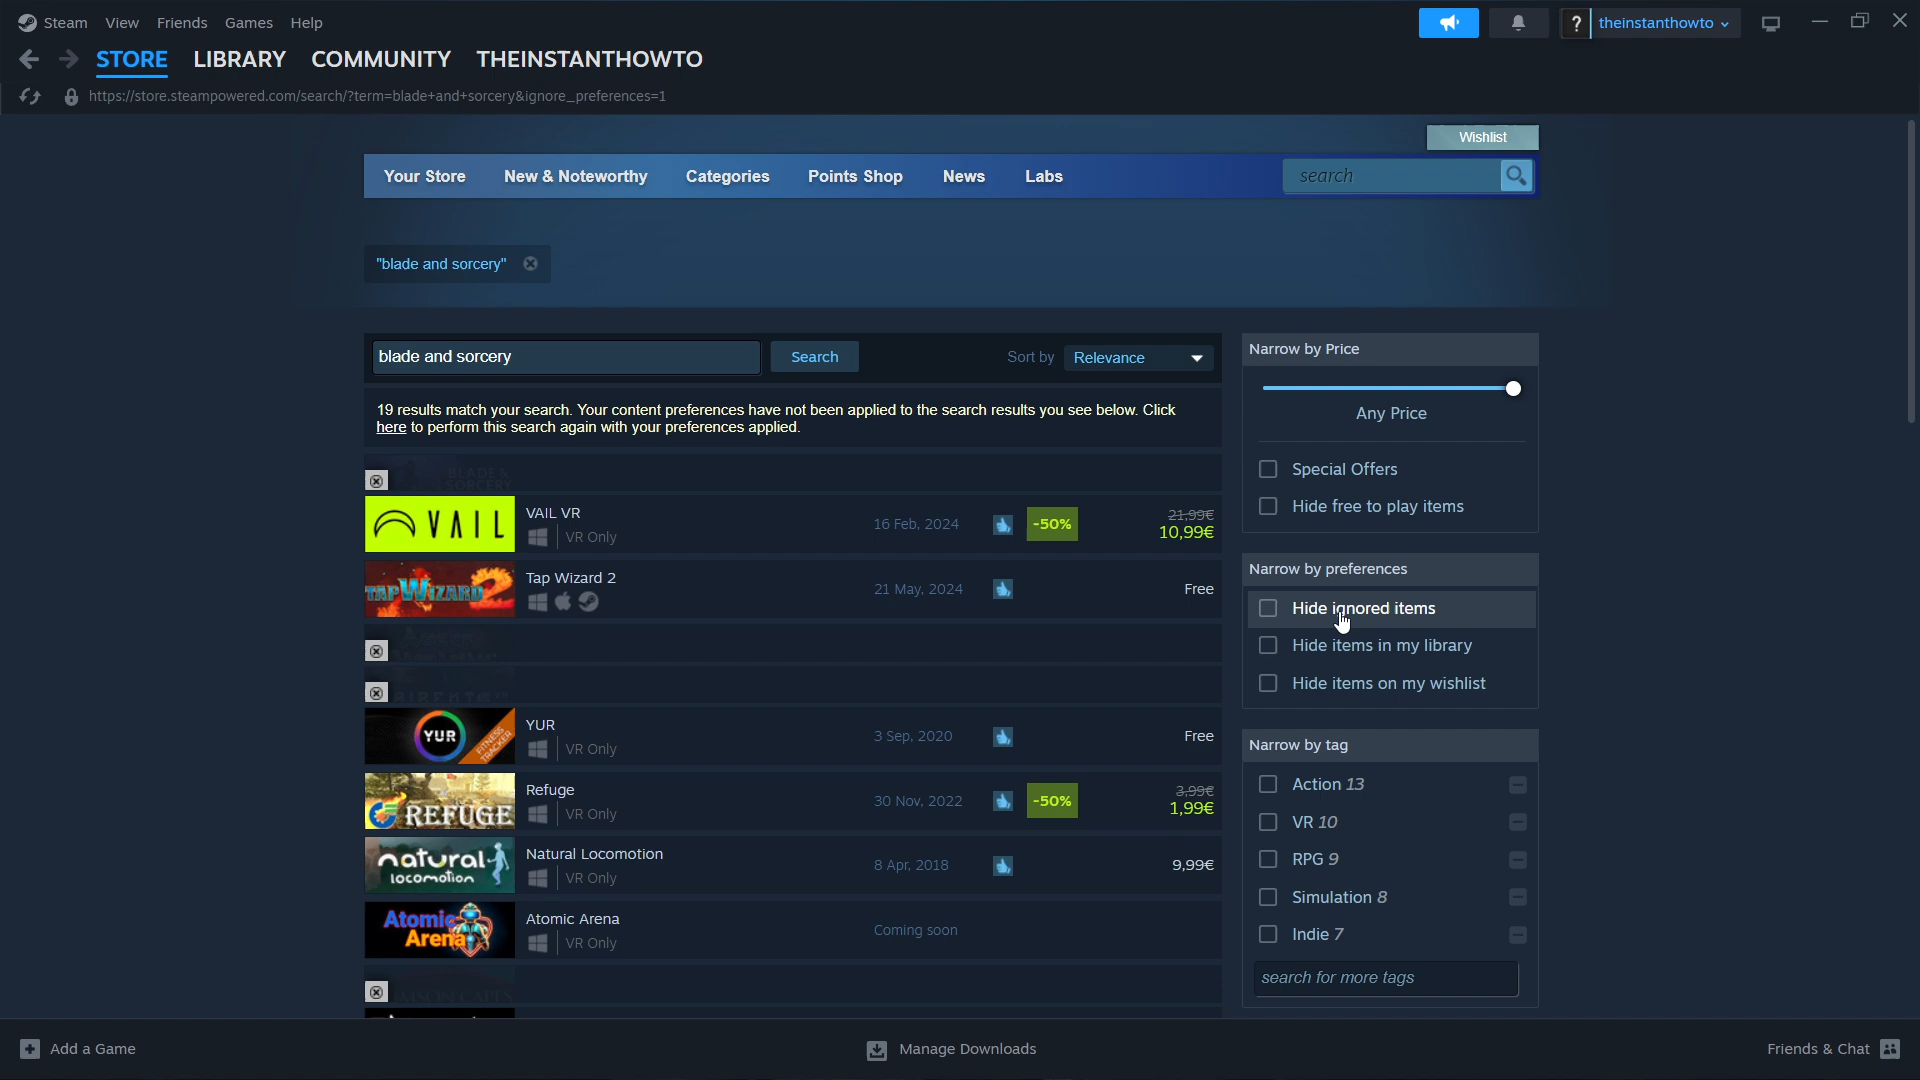 Steam View Friends Games Help
theinstanthowto
STORE LIBRARY COMMUNITY THEINSTANTHOWTO
https://store.steampowered.com/search/?term=blade+and+sorcery&ignore_preferences=1
Wishlist
Your Store New & Noteworthy Categories Points Shop News Labs search
"blade and sorcery"
blade and sorcery Search Sort by Relevance
19 results match your search. Your content preferences have not been applied to the search results you see below. Click
here to perform this search again with your preferences applied.
BLADE &
SORCERY
VAIL VAIL VR 16 Feb, 2024 -50% 21,99€
VR Only 10,99€
TAP WIZARD 2 Tap Wizard 2 21 May, 2024 Free
YUR FITNESS TRACKER YUR 3 Sep, 2020 Free
VR Only
REFUGE Refuge 30 Nov, 2022 -50% 3,99€
VR Only 1,99€
natural locomotion Natural Locomotion 8 Apr, 2018 9,99€
VR Only
Atomic Arena Atomic Arena Coming soon
VR Only
Narrow by Price
Any Price
Special Offers
Hide free to play items
Narrow by preferences
Hide ignored items
Hide items in my library
Hide items on my wishlist
Narrow by tag
Action 13
VR 10
RPG 9
Simulation 8
Indie 7
search for more tags
Add a Game Manage Downloads Friends & Chat